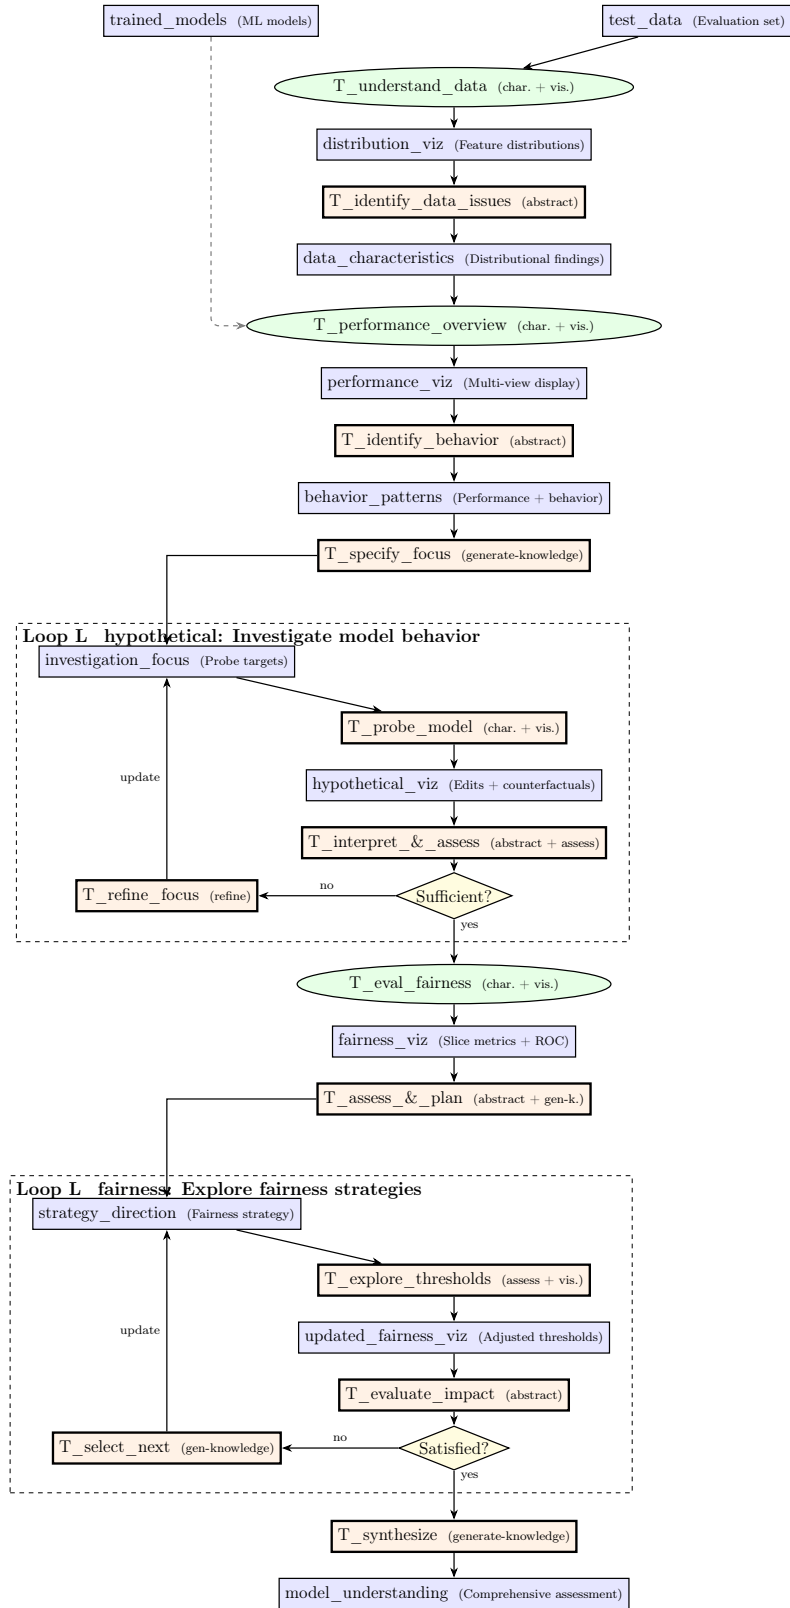 trained_models (ML models)
test_data (Evaluation set)
T_understand_data (char. + vis.)
distribution_viz (Feature distributions)
T_identify_data_issues (abstract)
data_characteristics (Distributional findings)
T_performance_overview (char. + vis.)
performance_viz (Multi-view display)
T_identify_behavior (abstract)
behavior_patterns (Performance + behavior)
T_specify_focus (generate-knowledge)
Loop L_hypothetical: Investigate model behavior
investigation_focus (Probe targets)
T_probe_model (char. + vis.)
update
hypothetical_viz (Edits + counterfactuals)
T_interpret_&_assess (abstract + assess)
T_refine_focus (refine)
no
Sufficient?
yes
T_eval_fairness (char. + vis.)
fairness_viz (Slice metrics + ROC)
T_assess_&_plan (abstract + gen-k.)
Loop L_fairness: Explore fairness strategies
strategy_direction (Fairness strategy)
T_explore_thresholds (assess + vis.)
update
updated_fairness_viz (Adjusted thresholds)
T_evaluate_impact (abstract)
T_select_next (gen-knowledge)
no
Satisfied?
yes
T_synthesize (generate-knowledge)
model_understanding (Comprehensive assessment)